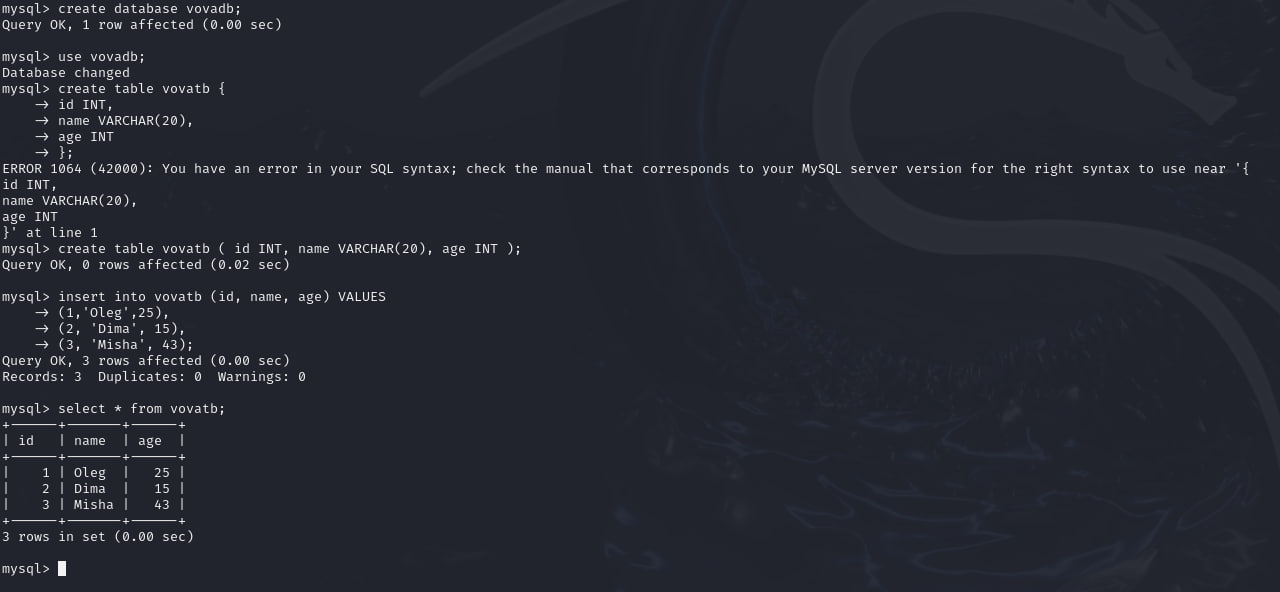 mysql> create database vovadb;
Query OK, 1 row affected (0.00 sec)

mysql> use vovadb;
Database changed
mysql> create table vovatb {
    → id INT,
    → name VARCHAR(20),
    → age INT
    → };
ERROR 1064 (42000): You have an error in your SQL syntax; check the manual that corresponds to your MySQL server version for the right syntax to use near '{
id INT,
name VARCHAR(20),
age INT
}' at line 1
mysql> create table vovatb ( id INT, name VARCHAR(20), age INT );
Query OK, 0 rows affected (0.02 sec)

mysql> insert into vovatb (id, name, age) VALUES
    → (1,'Oleg',25),
    → (2, 'Dima', 15),
    → (3, 'Misha', 43);
Query OK, 3 rows affected (0.00 sec)
Records: 3  Duplicates: 0  Warnings: 0

mysql> select * from vovatb;
+------+-------+------+
| id   | name  | age  |
+------+-------+------+
|    1 | Oleg  |   25 |
|    2 | Dima  |   15 |
|    3 | Misha |   43 |
+------+-------+------+
3 rows in set (0.00 sec)

mysql>